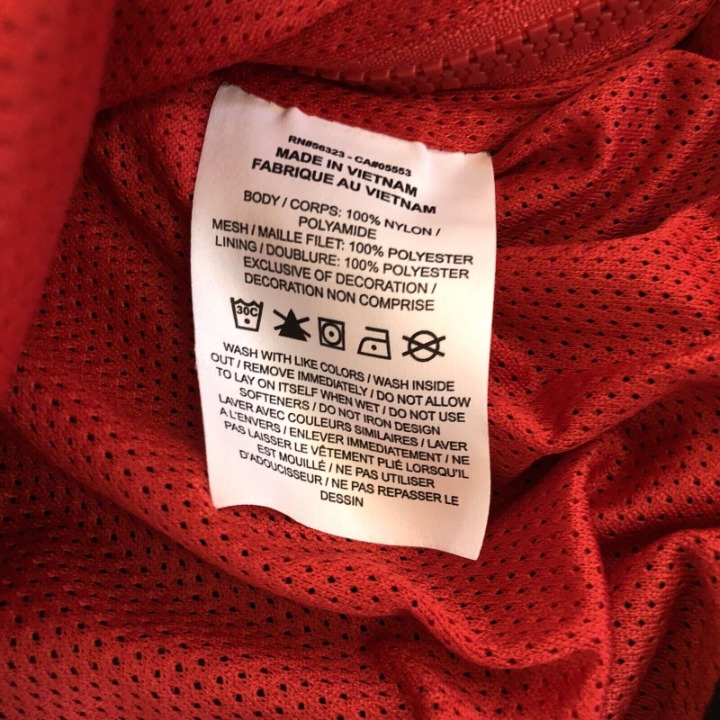 RN#56323 - CA#05553
MADE IN VIETNAM
FABRIQUE AU VIETNAM
BODY / CORPS: 100% NYLON /
POLYAMIDE
MESH / MAILLE FILET: 100% POLYESTER
LINING / DOUBLURE: 100% POLYESTER
EXCLUSIVE OF DECORATION /
DECORATION NON COMPRISE
30C
WASH WITH LIKE COLORS / WASH INSIDE
OUT / REMOVE IMMEDIATELY / DO NOT ALLOW
TO LAY ON ITSELF WHEN WET / DO NOT USE
SOFTENERS / DO NOT IRON DESIGN
LAVER AVEC COULEURS SIMILAIRES / LAVER
A L'ENVERS / ENLEVER IMMEDIATEMENT / NE
PAS LAISSER LE VÊTEMENT PLIÉ LORSQU'IL
EST MOUILLÉ / NE PAS UTILISER
D'ADOUCISSEUR / NE PAS REPASSER LE
DESSIN